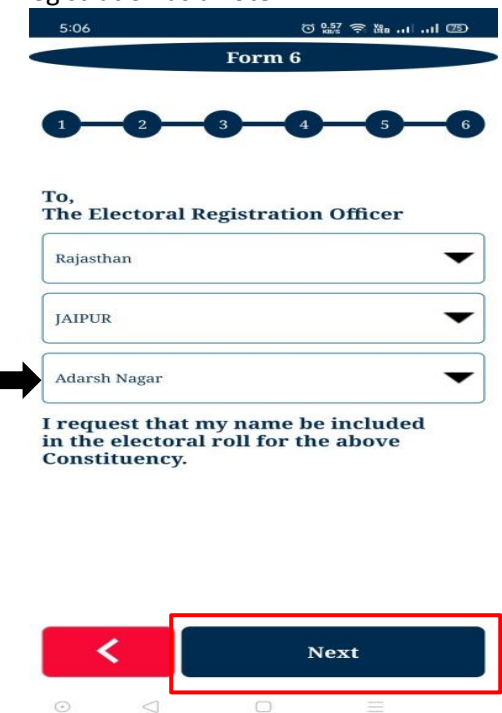 5:06
0.57
KB/S
75
Form 6
1 2 3 4 5 6
To,
The Electoral Registration Officer
Rajasthan
JAIPUR
Adarsh Nagar
I request that my name be included
in the electoral roll for the above
Constituency.
Next